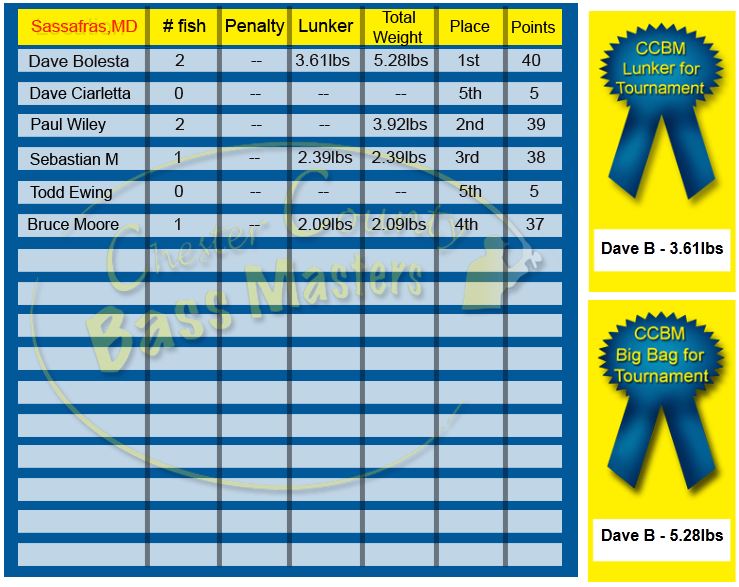 Sassafras,MD # fish Penalty Lunker Total Weight Place Points
Dave Bolesta 2 -- 3.61lbs 5.28lbs 1st 40
Dave Ciarletta 0 -- -- -- 5th 5
Paul Wiley 2 -- -- 3.92lbs 2nd 39
Sebastian M 1 -- 2.39lbs 2.39lbs 3rd 38
Todd Ewing 0 -- -- -- 5th 5
Bruce Moore 1 -- 2.09lbs 2.09lbs 4th 37
Chester County
Bass Masters
CCBM
Lunker for
Tournament
Dave B - 3.61lbs
CCBM
Big Bag for
Tournament
Dave B - 5.28lbs